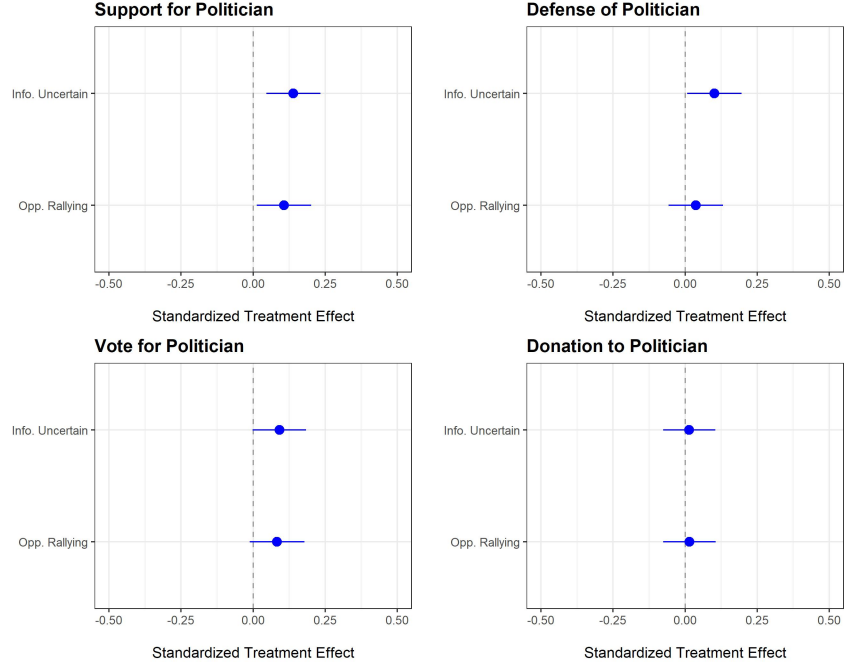 Support for Politician
Info. Uncertain
Opp. Rallying
-0.50 -0.25 0.00 0.25 0.50
Standardized Treatment Effect
Defense of Politician
Info. Uncertain
Opp. Rallying
-0.50 -0.25 0.00 0.25 0.50
Standardized Treatment Effect
Vote for Politician
Info. Uncertain
Opp. Rallying
-0.50 -0.25 0.00 0.25 0.50
Standardized Treatment Effect
Donation to Politician
Info. Uncertain
Opp. Rallying
-0.50 -0.25 0.00 0.25 0.50
Standardized Treatment Effect